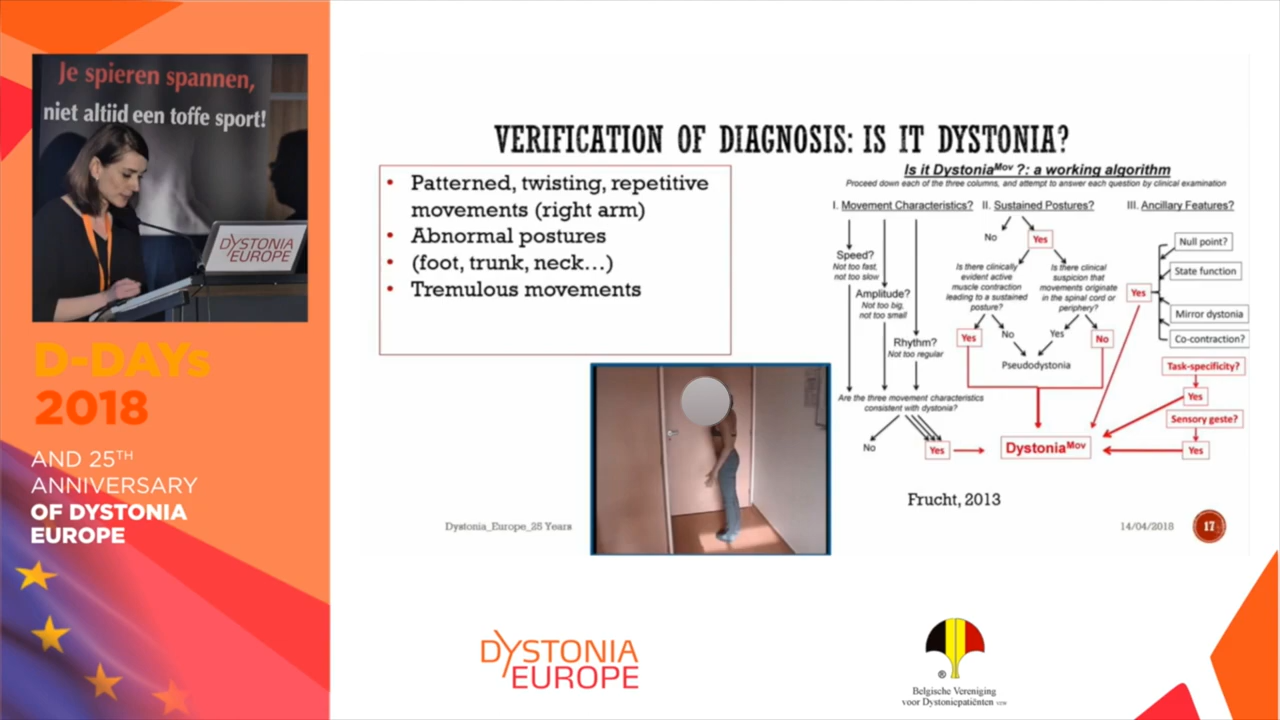 Je spieren spannen,
niet altijd een toffe sport!
DYSTONIA
EUROPE
D-DAYs
2018
AND 25TH
ANNIVERSARY
OF DYSTONIA
EUROPE
VERIFICATION OF DIAGNOSIS: IS IT DYSTONIA?
• Patterned, twisting, repetitive
movements (right arm)
• Abnormal postures
• (foot, trunk, neck...)
• Tremulous movements
Is it DystoniaMov ?: a working algorithm
Proceed down each of the three columns, and attempt to answer each question by clinical examination
I. Movement Characteristics?
Speed?
Not too fast,
not too slow
Amplitude?
Not too big,
not too small
Rhythm?
Not too regular
Are the three movement characteristics
consistent with dystonia?
No
Yes
II. Sustained Postures?
No
Yes
Is there clinically
evident active
muscle contraction
leading to a sustained
posture?
Is there clinical
suspicion that
movements originate
in the spinal cord or
periphery?
Yes
No
Yes
No
Pseudodystonia
DystoniaMov
III. Ancillary Features?
Null point?
State function
Yes
Mirror dystonia
Co-contraction?
Task-specificity?
Yes
Sensory geste?
Yes
Frucht, 2013
Dystonia_Europe_25 Years
14/04/2018
17
DYSTONIA
EUROPE
®
Belgische Vereniging
voor Dystoniepatiënten vzw